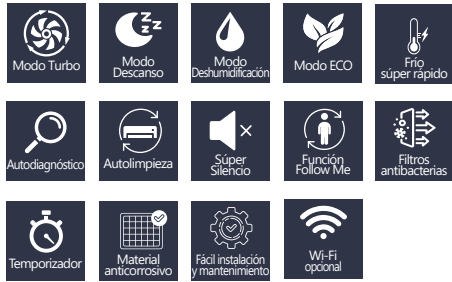 Modo Turbo
Modo
Descanso
Modo
Deshumidificación
Modo ECO
Frío
súper rápido
Autodiagnóstico
Autolimpieza
Súper
Silencio
Función
Follow Me
Filtros
antibacterias
Temporizador
Material
anticorrosivo
Fácil instalación
y mantenimiento
Wi-Fi
opcional